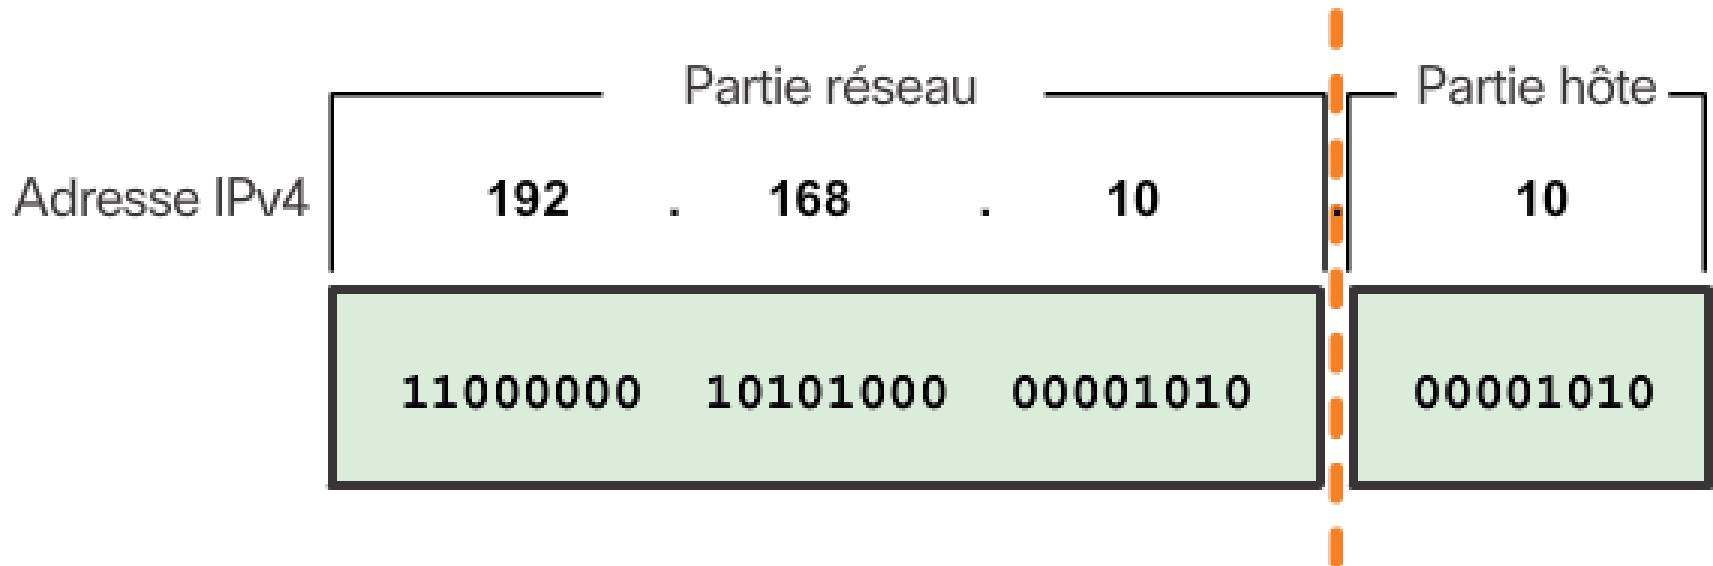 Partie réseau Partie hôte
Adresse IPv4 192 . 168 . 10 . 10
11000000 10101000 00001010 00001010